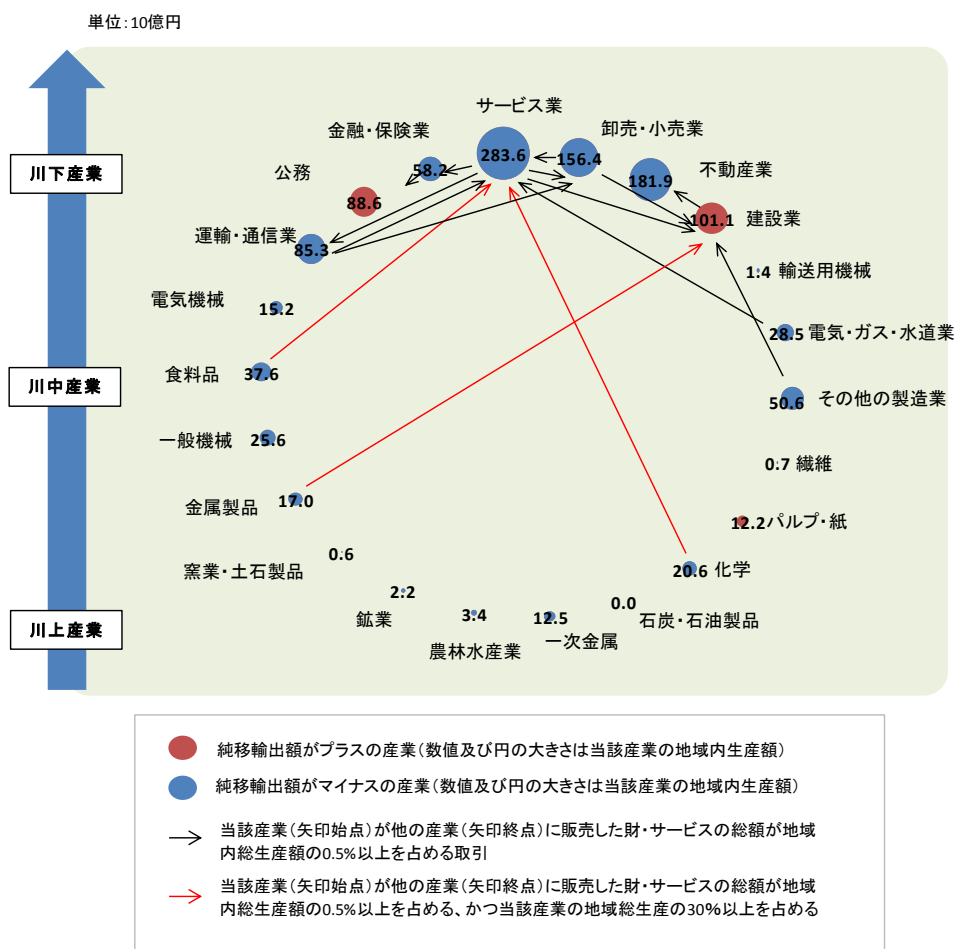 単位：10億円
サービス業
金融・保険業
卸売・小売業
283.6
156.4
川下産業
公務
58.2
不動産業
181.9
88.6
101.1
建設業
運輸・通信業
85.3
1.4
輸送用機械
電気機械
15.2
28.5
電気・ガス・水道業
川中産業
食料品
37.6
50.6
その他の製造業
一般機械
25.6
0.7
繊維
金属製品
17.0
12.2
パルプ・紙
窯業・土石製品
0.6
20.6
化学
2.2
鉱業
3.4
農林水産業
12.5
一次金属
0.0
石炭・石油製品
川上産業
純移輸出額がプラスの産業（数値及び円の大きさは当該産業の地域内生産額）
純移輸出額がマイナスの産業（数値及び円の大きさは当該産業の地域内生産額）
当該産業（矢印始点）が他の産業（矢印終点）に販売した財・サービスの総額が地域
内総生産額の0.5%以上を占める取引
当該産業（矢印始点）が他の産業（矢印終点）に販売した財・サービスの総額が地域
内総生産額の0.5%以上を占める、かつ当該産業の地域総生産の30%以上を占める